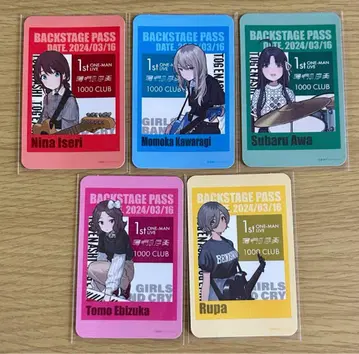 BACKSTAGE PASS
DATE. 2024/03/16
1st ONE-MAN
LIVE
1000 CLUB
Nina Iseri
BACKSTAGE PASS
DATE. 2024/03/16
1st ONE-MAN
LIVE
1000 CLUB
GIRLS
Momoka Kawaragi
BACKSTAGE PASS
DATE. 2024/03/16
1st ONE-MAN
LIVE
1000 CLUB
Subaru Awa
BACKSTAGE PASS
DATE. 2024/03/16
1st ONE-MAN
LIVE
1000 CLUB
GIRLS
AND CRY
Tomo Ebizuka
BACKSTAGE PASS
DATE. 2024/03/16
1st ONE-MAN
LIVE
1000 CLUB
GIRLS
ND CRY
Rupa